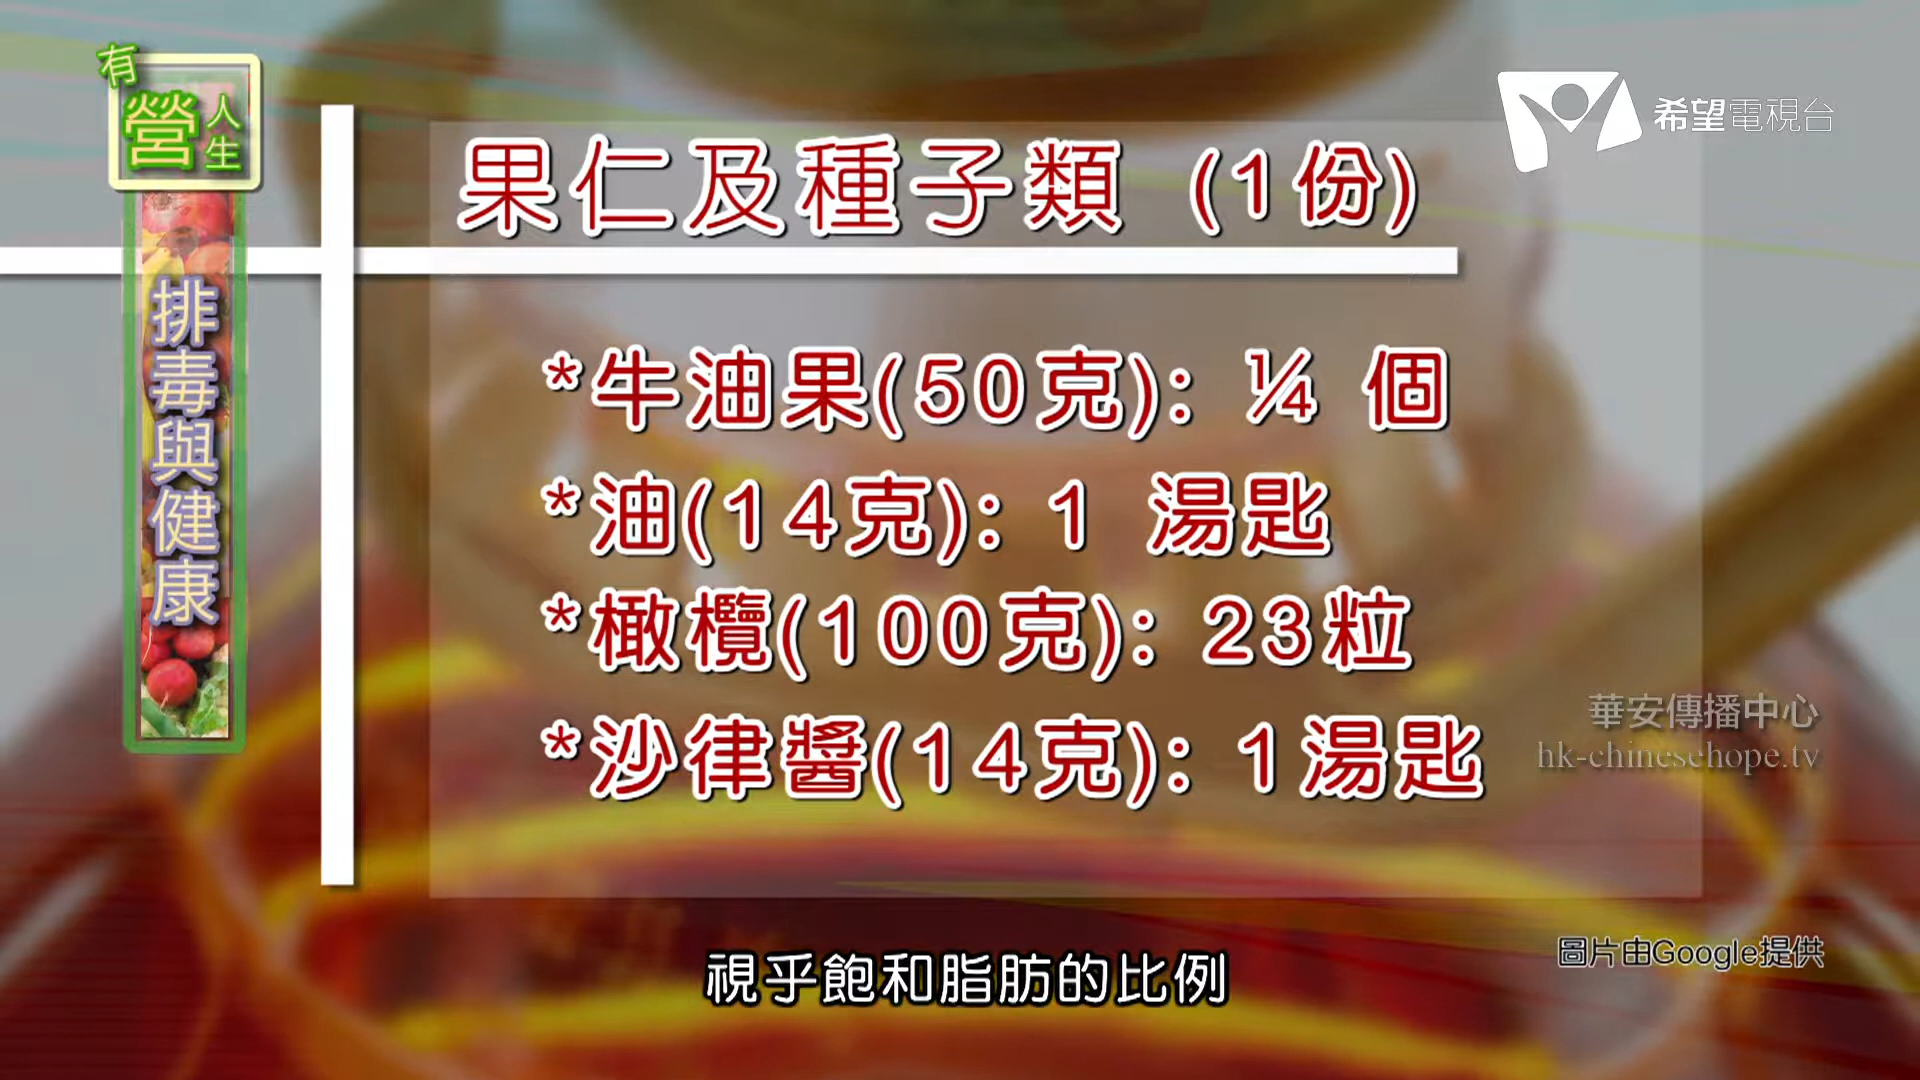 有營人生
希望電視台
排毒與健康
果仁及種子類 (1份)
*牛油果(50克): ¼ 個
*油(14克): 1 湯匙
*橄欖(100克): 23粒
*沙律醬(14克): 1湯匙
華安傳播中心
hk-chinesehope.tv
圖片由Google提供
視乎飽和脂肪的比例